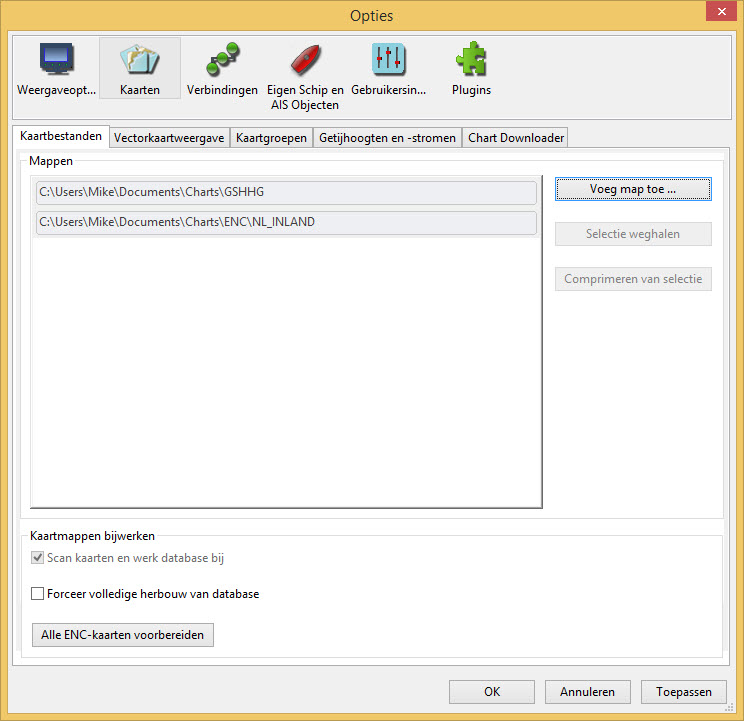 Opties
Weergaveopt...
Kaarten
Verbindingen
Eigen Schip en
AIS Objecten
Gebruikersin...
Plugins
Kaartbestanden
Vectorkaartweergave
Kaartgroepen
Getijhoogten en -stromen
Chart Downloader
Mappen
C:\Users\Mike\Documents\Charts\GSHHG
C:\Users\Mike\Documents\Charts\ENC\NL_INLAND
Voeg map toe ...
Selectie weghalen
Comprimeren van selectie
Kaartmappen bijwerken
Scan kaarten en werk database bij
Forceer volledige herbouw van database
Alle ENC-kaarten voorbereiden
OK
Annuleren
Toepassen